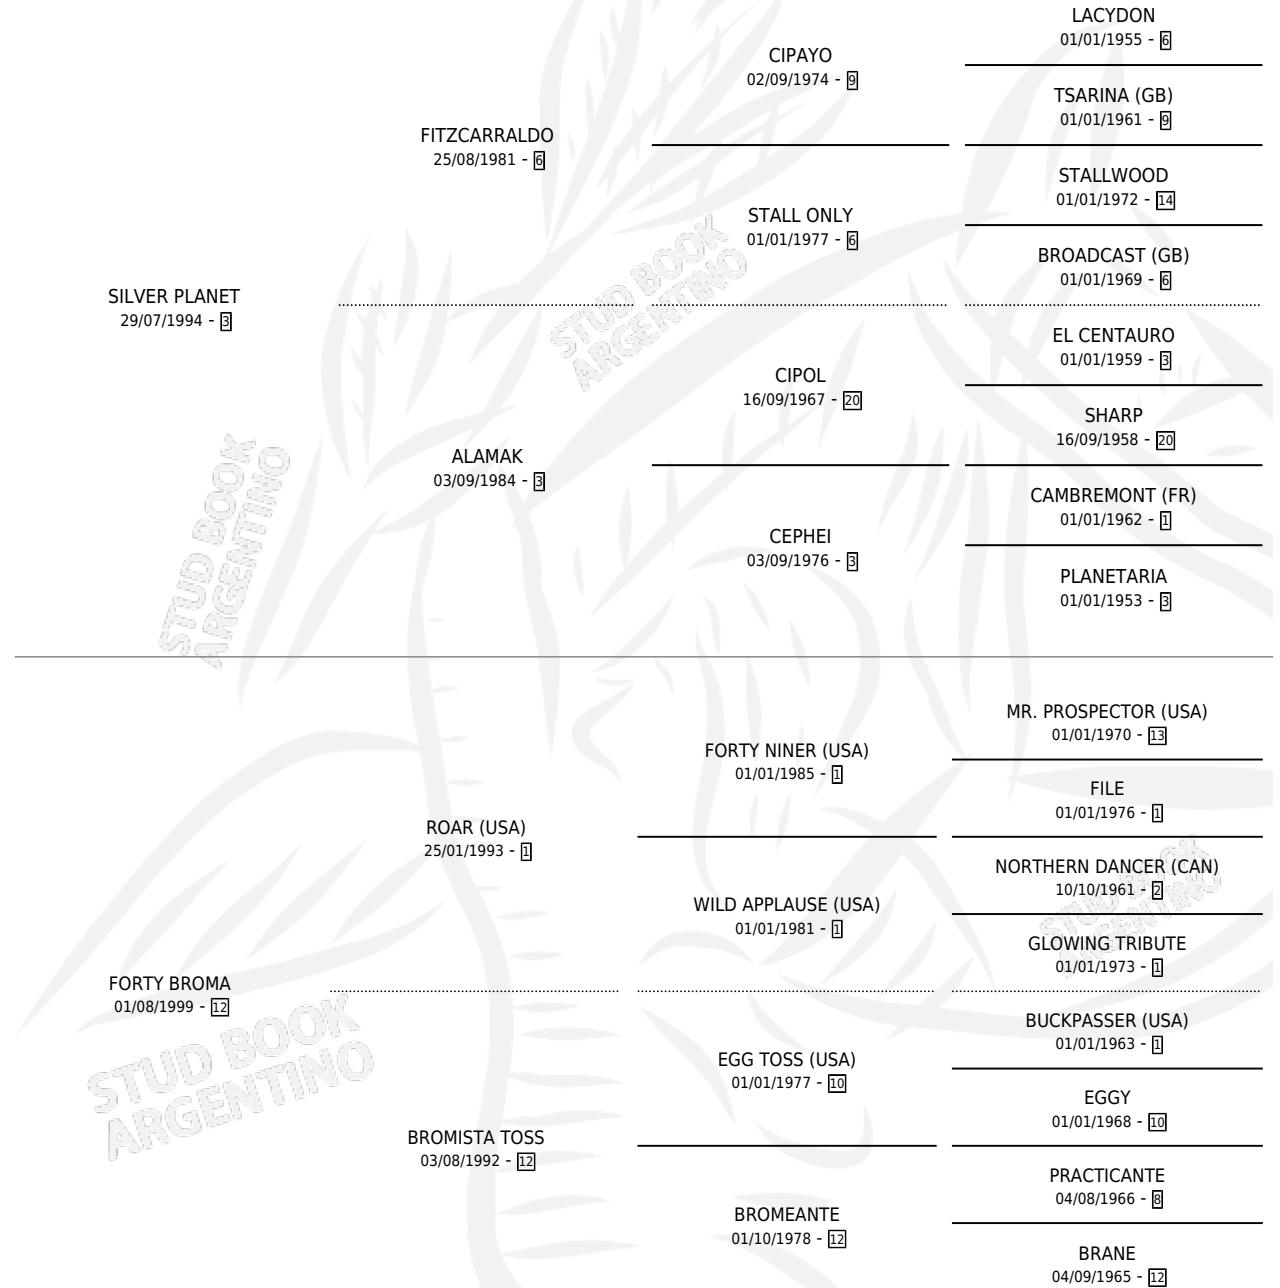 LACYDON
01/01/1955 - 6
CIPAYO
02/09/1974 - 9
TSARINA (GB)
01/01/1961 - 9
FITZCARRALDO
25/08/1981 - 6
STALLWOOD
01/01/1972 - 14
STALL ONLY
01/01/1977 - 6
BROADCAST (GB)
01/01/1969 - 6
SILVER PLANET
29/07/1994 - 3
STUD BOOK
ARGENTINO
EL CENTAURO
01/01/1959 - 3
CIPOL
16/09/1967 - 20
SHARP
16/09/1958 - 20
ALAMAK
03/09/1984 - 3
CAMBREMONT (FR)
01/01/1962 - 1
CEPHEI
03/09/1976 - 3
PLANETARIA
01/01/1953 - 3
STUD BOOK
ARGENTINO
MR. PROSPECTOR (USA)
01/01/1970 - 13
FORTY NINER (USA)
01/01/1985 - 1
FILE
01/01/1976 - 1
ROAR (USA)
25/01/1993 - 1
NORTHERN DANCER (CAN)
10/10/1961 - 2
WILD APPLAUSE (USA)
01/01/1981 - 1
GLOWING TRIBUTE
01/01/1973 - 1
STUD BOOK
ARGENTINO
FORTY BROMA
01/08/1999 - 12
BUCKPASSER (USA)
01/01/1963 - 1
EGG TOSS (USA)
01/01/1977 - 10
EGGY
01/01/1968 - 10
STUD BOOK
ARGENTINO
BROMISTA TOSS
03/08/1992 - 12
PRACTICANTE
04/08/1966 - 8
BROMEANTE
01/10/1978 - 12
BRANE
04/09/1965 - 12